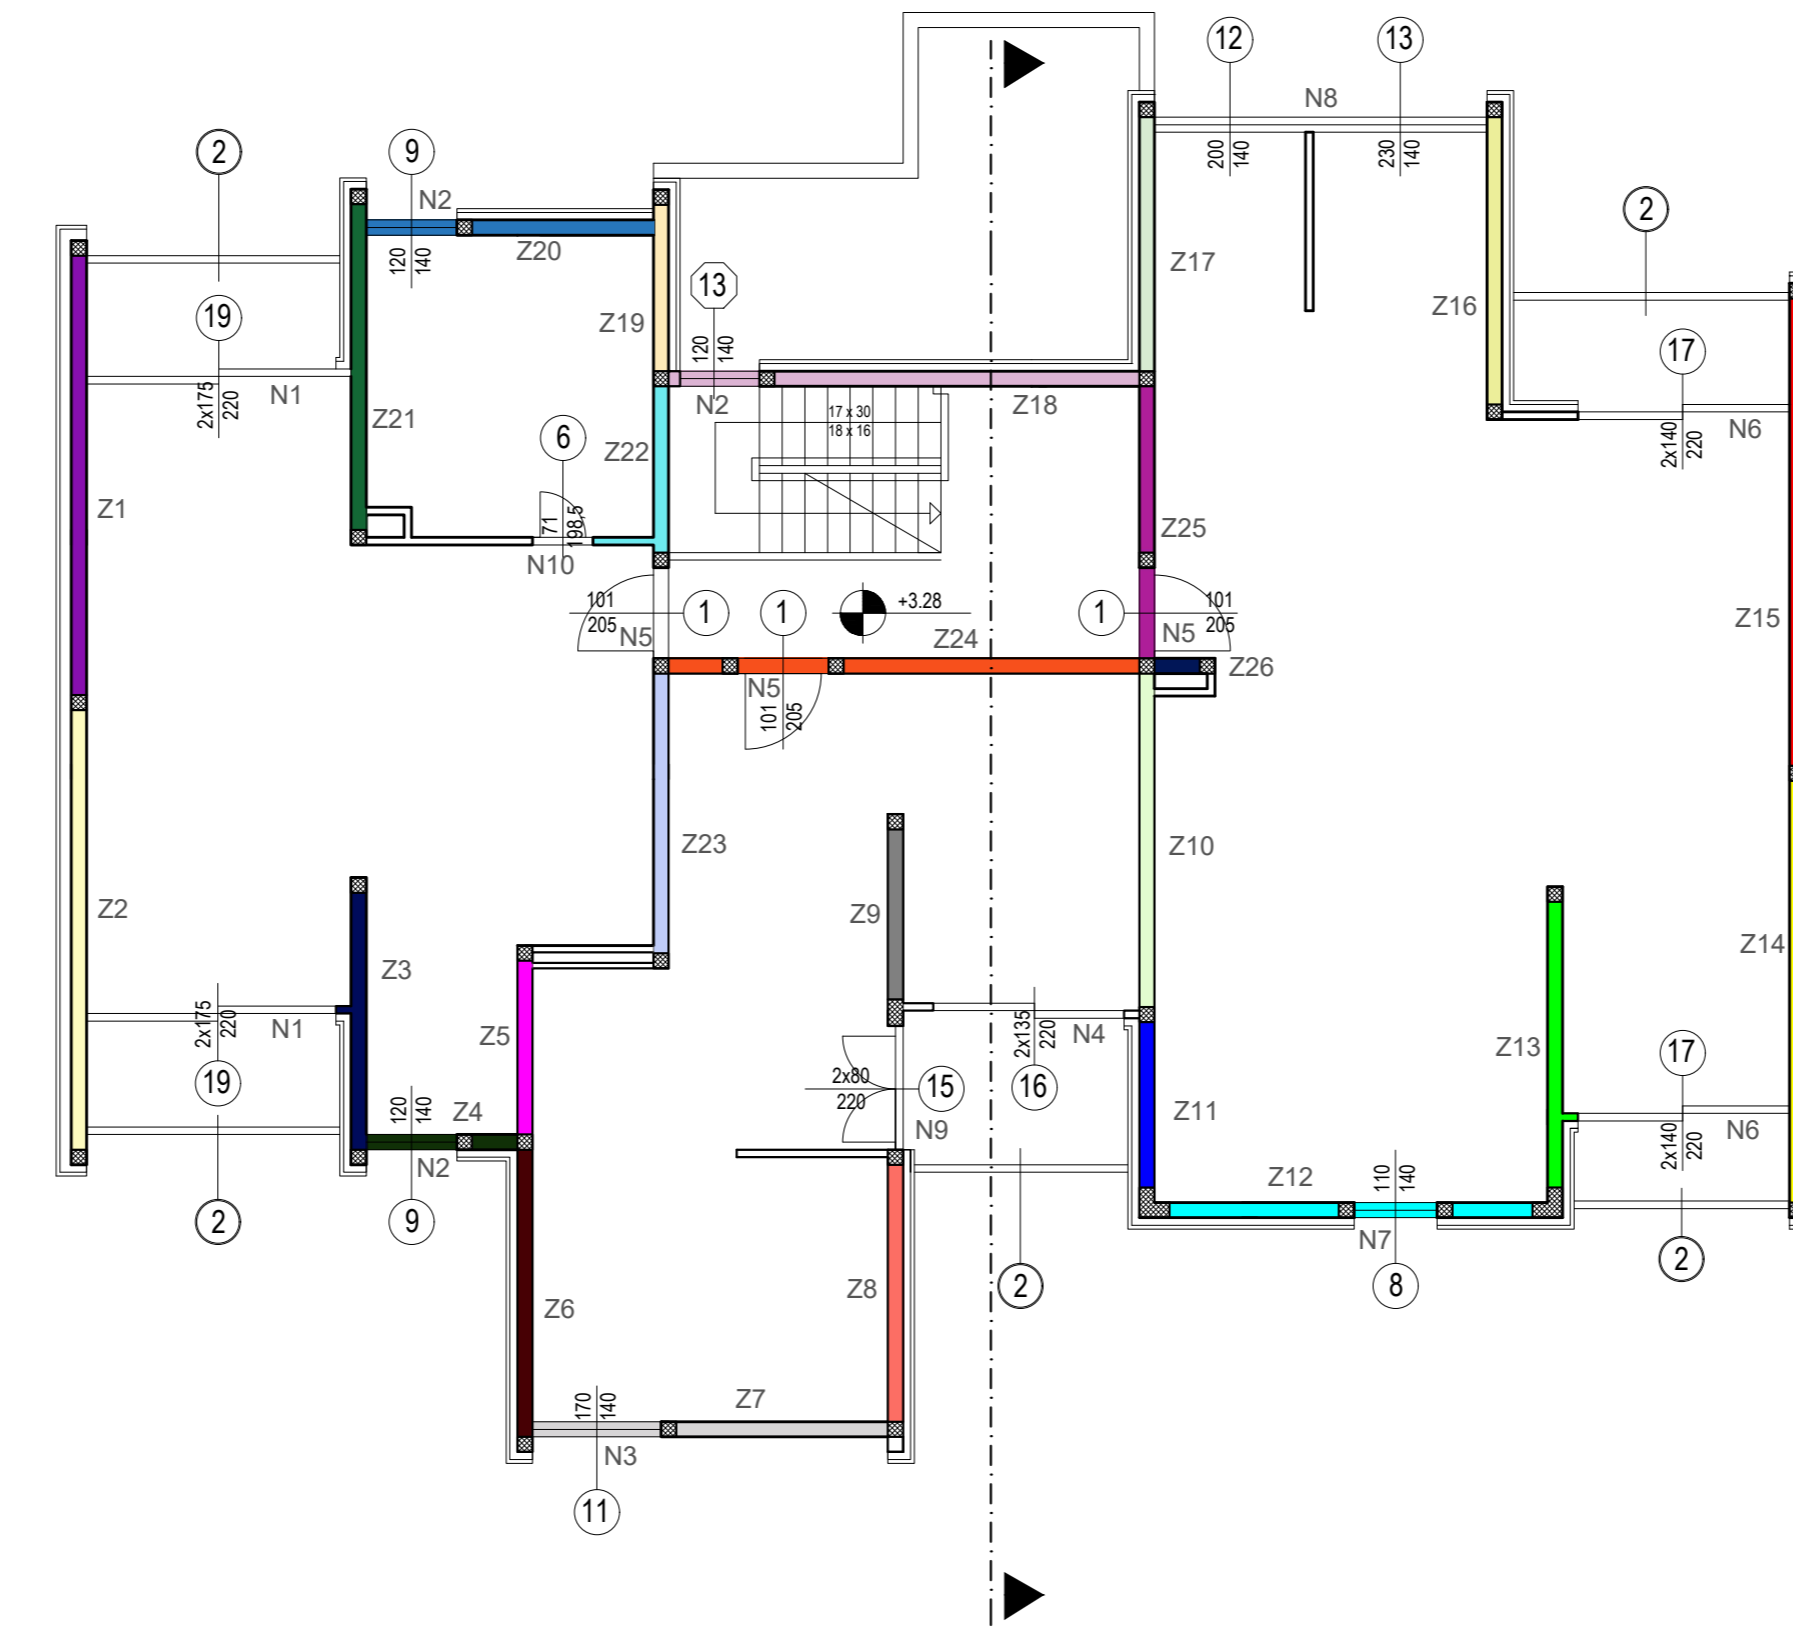 12
13
N8
200
140
230
140
2
9
N2
120
140
Z20
2
Z17
Z16
13
120
140
Z19
19
2x175
220
N1
Z21
N2
Z18
17 x 30
18 x 16
17
2x140
220
N6
6
71
198,5
N10
Z22
Z1
Z25
101
205
N5
1
1
+3.28
1
101
205
N5
Z15
Z24
Z26
N5
101
205
Z23
Z10
Z2
Z9
Z14
Z3
2x175
220
N1
19
Z5
2x135
220
N4
16
Z13
17
2x140
220
N6
2x80
220
15
N9
Z11
120
140
Z4
N2
9
2
Z12
110
140
N7
8
2
2
Z6
Z8
170
140
Z7
N3
11